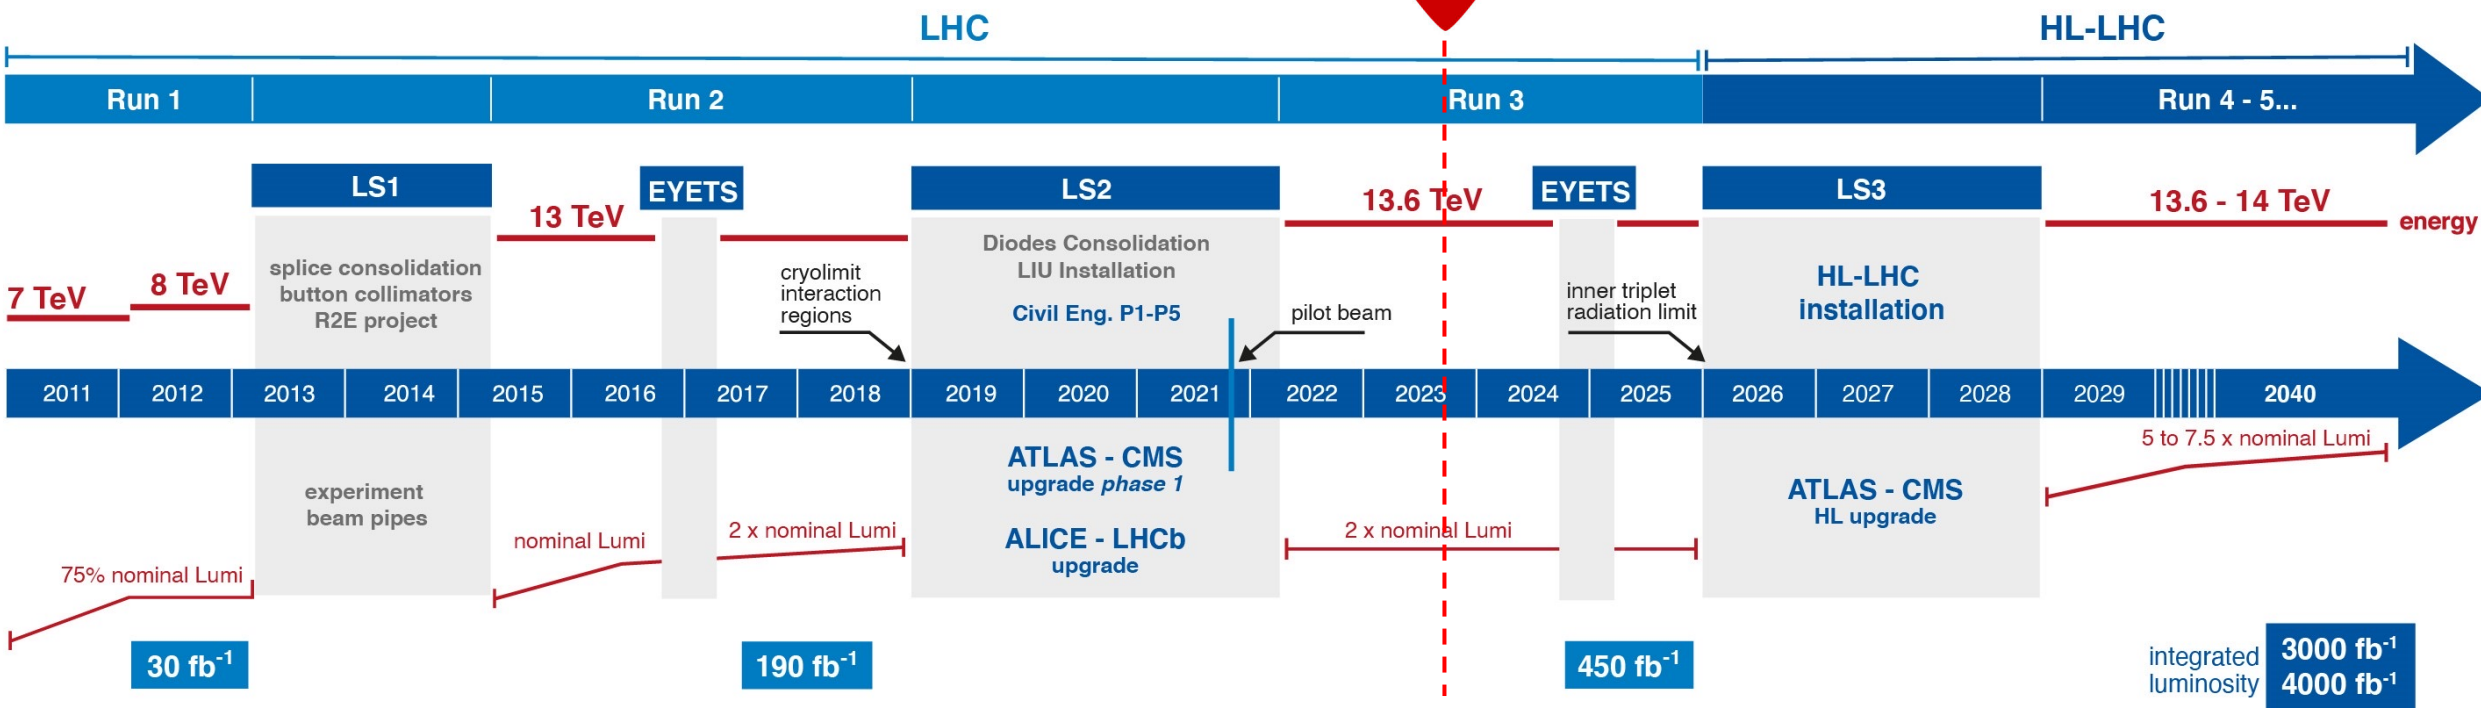 LHC
HL-LHC
Run 1
Run 2
Run 3
Run 4 - 5...
LS1
EYETS
LS2
EYETS
LS3
13 TeV
13.6 TeV
13.6 - 14 TeV
energy
7 TeV
8 TeV
splice consolidation
button collimators
R2E project
cryolimit
interaction
regions
Diodes Consolidation
LIU Installation
Civil Eng. P1-P5
pilot beam
inner triplet
radiation limit
HL-LHC
installation
2011
2012
2013
2014
2015
2016
2017
2018
2019
2020
2021
2022
2023
2024
2025
2026
2027
2028
2029
2040
experiment
beam pipes
ATLAS - CMS
upgrade phase 1
ALICE - LHCb
upgrade
ATLAS - CMS
HL upgrade
5 to 7.5 x nominal Lumi
75% nominal Lumi
nominal Lumi
2 x nominal Lumi
2 x nominal Lumi
30 fb⁻¹
190 fb⁻¹
450 fb⁻¹
integrated
luminosity
3000 fb⁻¹
4000 fb⁻¹